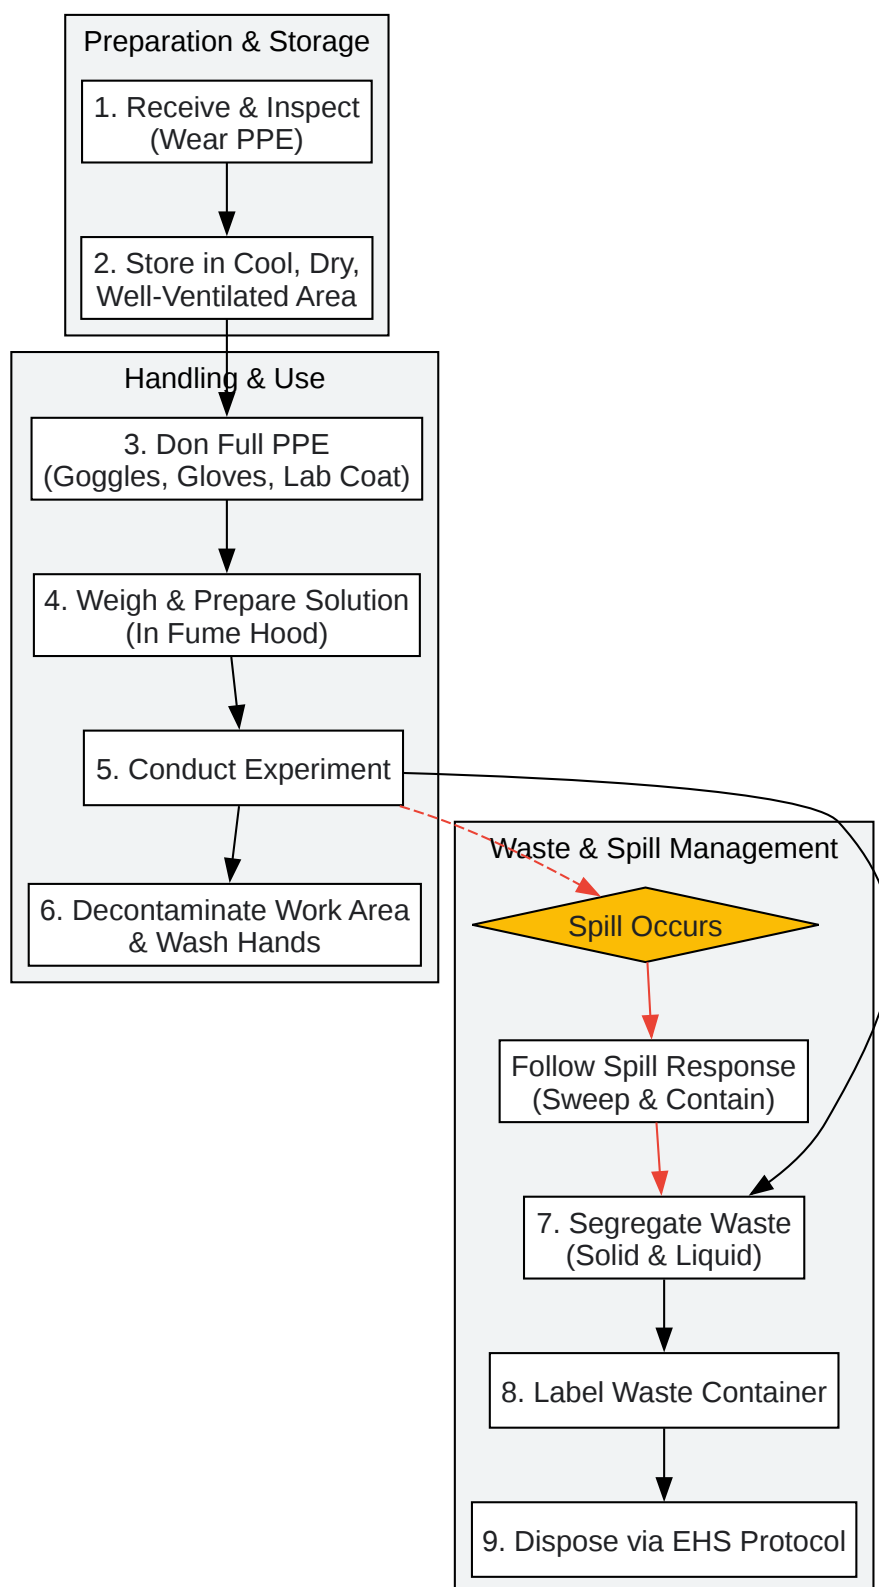 Preparation & Storage
1. Receive & Inspect
(Wear PPE)
2. Store in Cool, Dry,
Well-Ventilated Area
Handling & Use
3. Don Full PPE
(Goggles, Gloves, Lab Coat)
4. Weigh & Prepare Solution
(In Fume Hood)
5. Conduct Experiment
6. Decontaminate Work Area
& Wash Hands
Waste & Spill Management
Spill Occurs
Follow Spill Response
(Sweep & Contain)
7. Segregate Waste
(Solid & Liquid)
8. Label Waste Container
9. Dispose via EHS Protocol